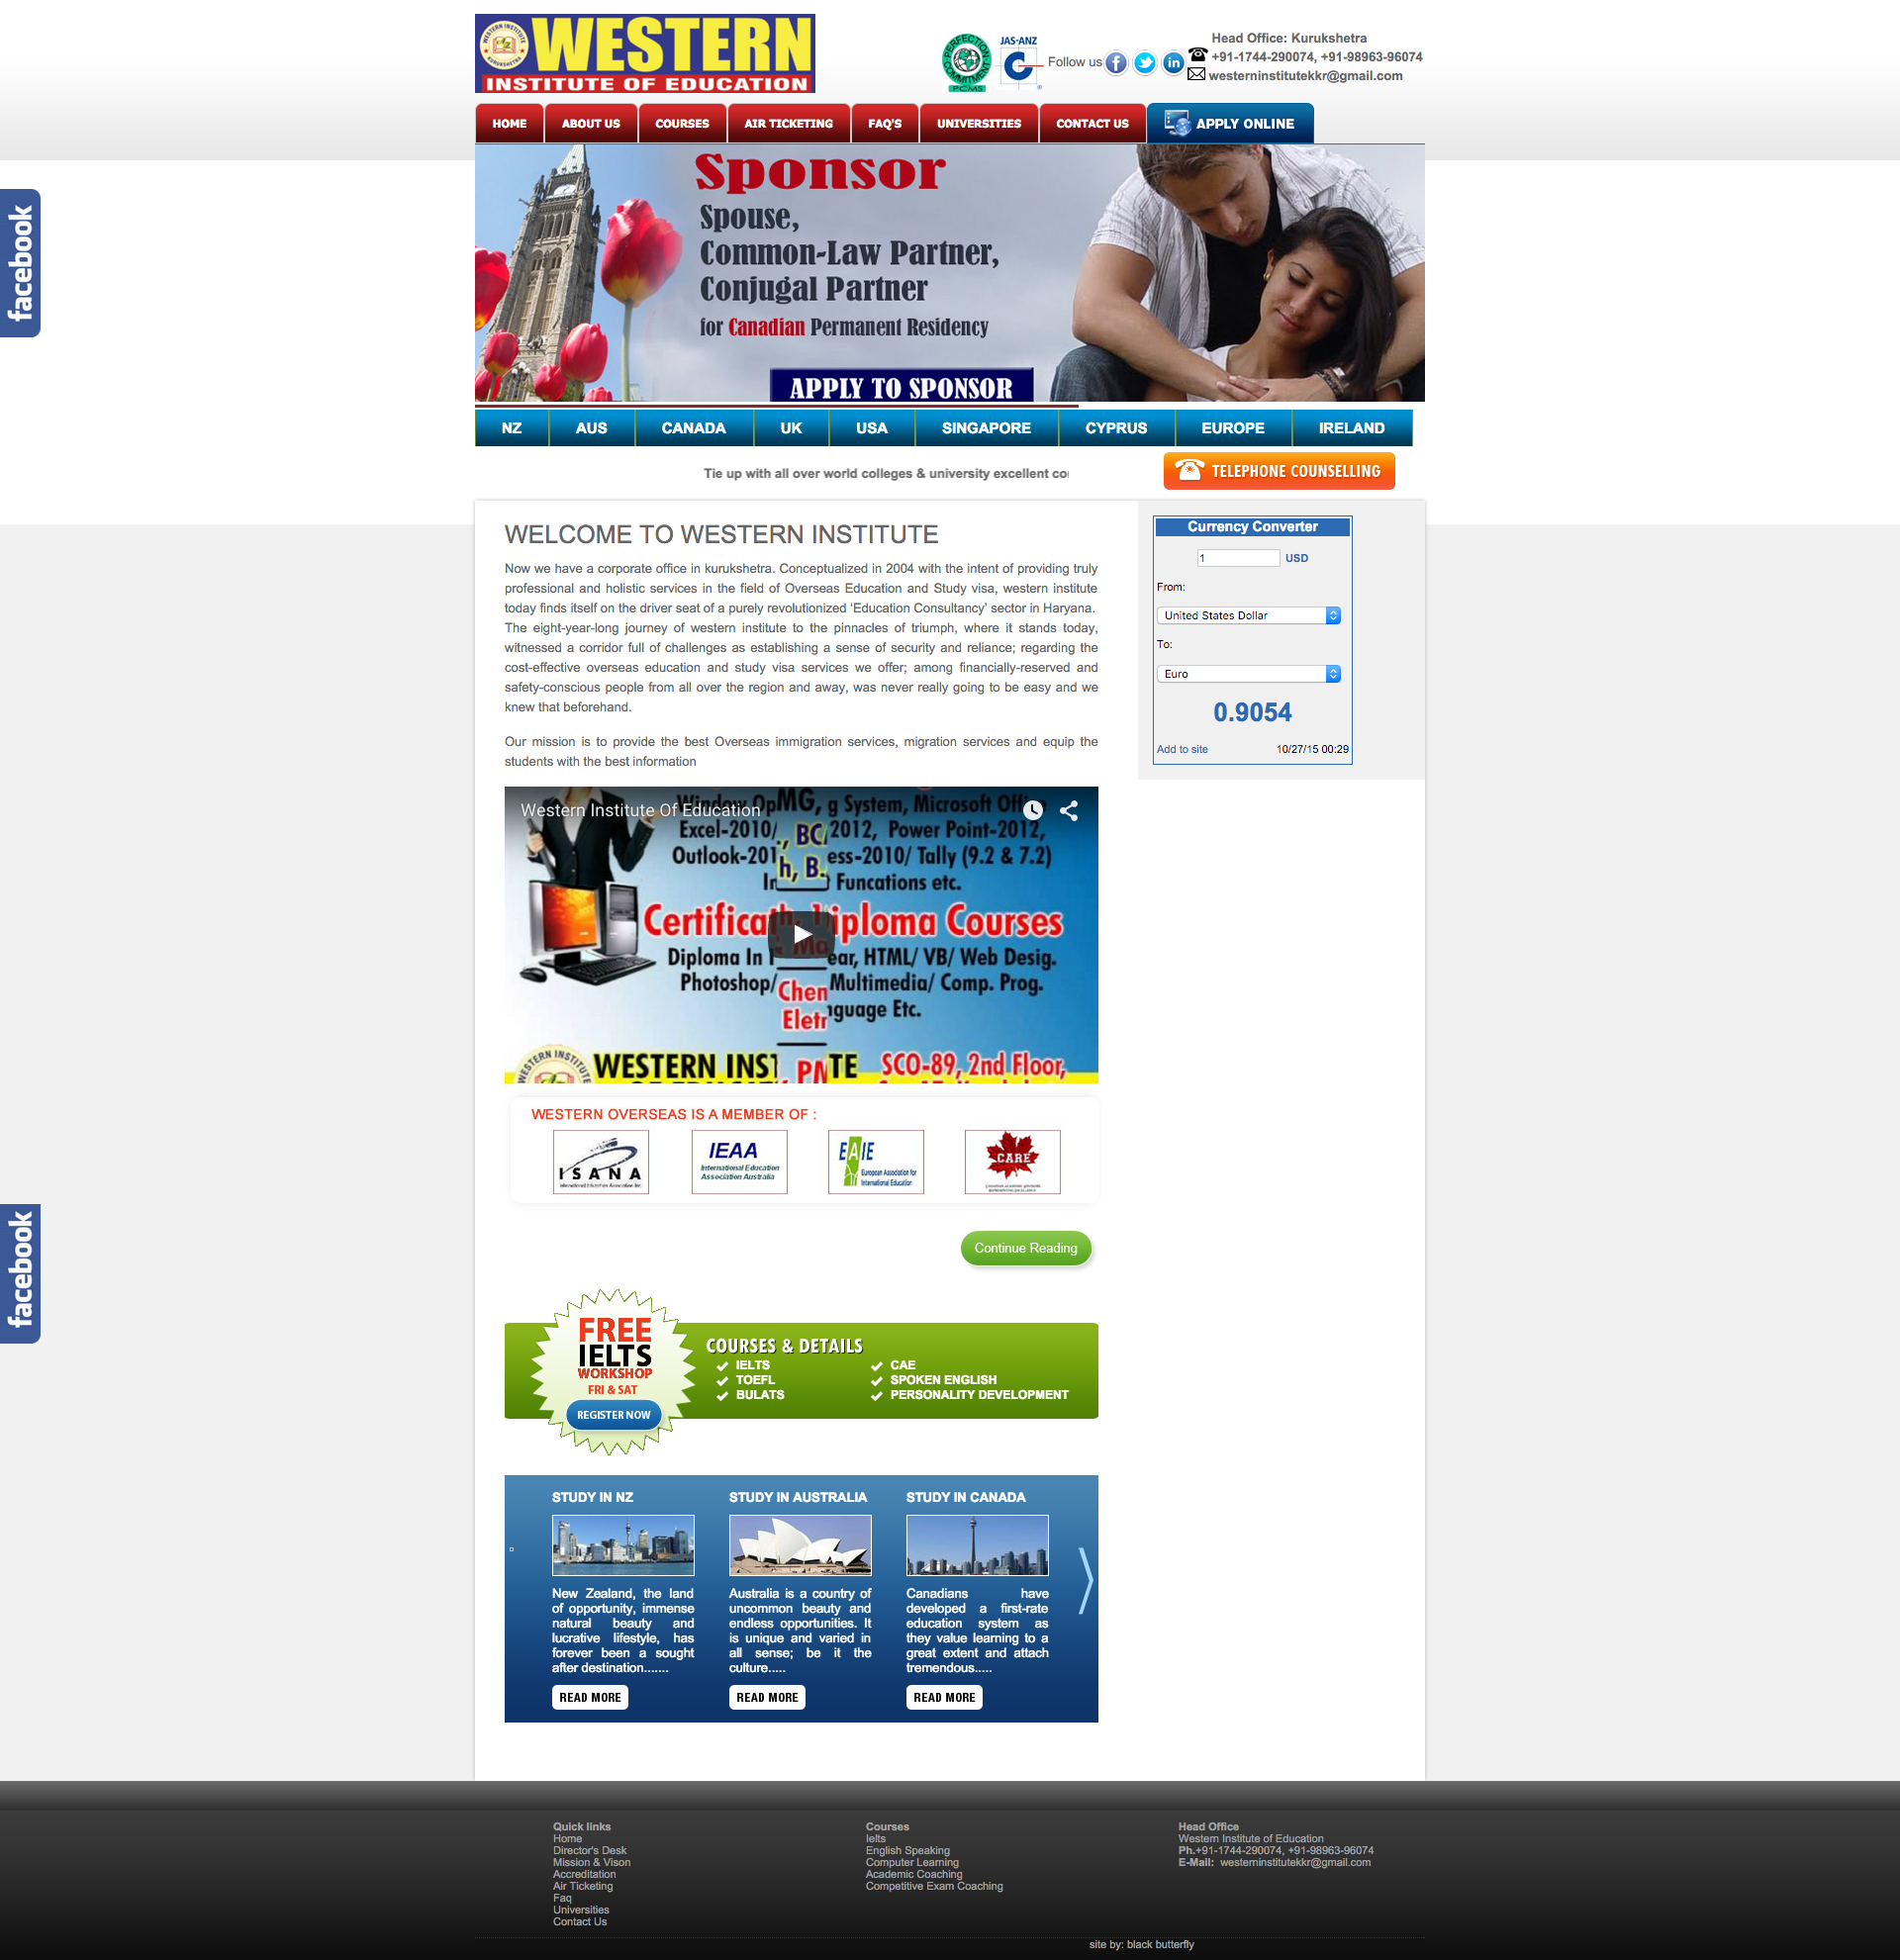 WESTERN
INSTITUTE OF EDUCATION
WESTERN INSTITUTE
KURUKSHETRA
PERFECTION
COMMITMENT
PCMS
JAS-ANZ
Follow us
Head Office: Kurukshetra
+91-1744-290074, +91-98963-96074
westerninstitutekkr@gmail.com
HOME ABOUT US COURSES AIR TICKETING FAQ'S UNIVERSITIES CONTACT US APPLY ONLINE
facebook
Sponsor
Spouse,
Common-Law Partner,
Conjugal Partner
for Canadian Permanent Residency
APPLY TO SPONSOR
NZ AUS CANADA UK USA SINGAPORE CYPRUS EUROPE IRELAND
Tie up with all over world colleges & university excellent co
TELEPHONE COUNSELLING
WELCOME TO WESTERN INSTITUTE
Now we have a corporate office in kurukshetra. Conceptualized in 2004 with the intent of providing truly
professional and holistic services in the field of Overseas Education and Study visa, western institute
today finds itself on the driver seat of a purely revolutionized ‘Education Consultancy’ sector in Haryana.
The eight-year-long journey of western institute to the pinnacles of triumph, where it stands today,
witnessed a corridor full of challenges as establishing a sense of security and reliance; regarding the
cost-effective overseas education and study visa services we offer; among financially-reserved and
safety-conscious people from all over the region and away, was never really going to be easy and we
knew that beforehand.
Our mission is to provide the best Overseas immigration services, migration services and equip the
students with the best information
Currency Converter
1 USD
From:
United States Dollar
To:
Euro
0.9054
Add to site 10/27/15 00:29
Western Institute Of Education
Window Op MG, g System, Microsoft Office
Excel-2010/ , BC 2012, Power Point-2012,
Outlook-201 h, B. ess-2010/ Tally (9.2 & 7.2)
Funcations etc.
Certificat iploma Courses
Diploma In ear, HTML/ VB/ Web Desig.
Photoshop/ Chen Multimedia/ Comp. Prog.
Eletr nguage Etc.
WESTERN INST PM TE SCO-89, 2nd Floor,
WESTERN OVERSEAS IS A MEMBER OF :
ISANA
IEAA
International Education
Association Australia
EAIE
European Association for
International Education
CARE
Continue Reading
facebook
FREE
IELTS
WORKSHOP
FRI & SAT
REGISTER NOW
COURSES & DETAILS
IELTS CAE
TOEFL SPOKEN ENGLISH
BULATS PERSONALITY DEVELOPMENT
STUDY IN NZ
New Zealand, the land
of opportunity, immense
natural beauty and
lucrative lifestyle, has
forever been a sought
after destination.......
READ MORE
STUDY IN AUSTRALIA
Australia is a country of
uncommon beauty and
endless opportunities. It
is unique and varied in
all sense; be it the
culture.....
READ MORE
STUDY IN CANADA
Canadians have
developed a first-rate
education system as
they value learning to a
great extent and attach
tremendous.....
READ MORE
Quick links
Home
Director's Desk
Mission & Vison
Accreditation
Air Ticketing
Faq
Universities
Contact Us
Courses
Ielts
English Speaking
Computer Learning
Academic Coaching
Competitive Exam Coaching
Head Office
Western Institute of Education
Ph.+91-1744-290074, +91-98963-96074
E-Mail: westerninstitutekkr@gmail.com
site by: black butterfly